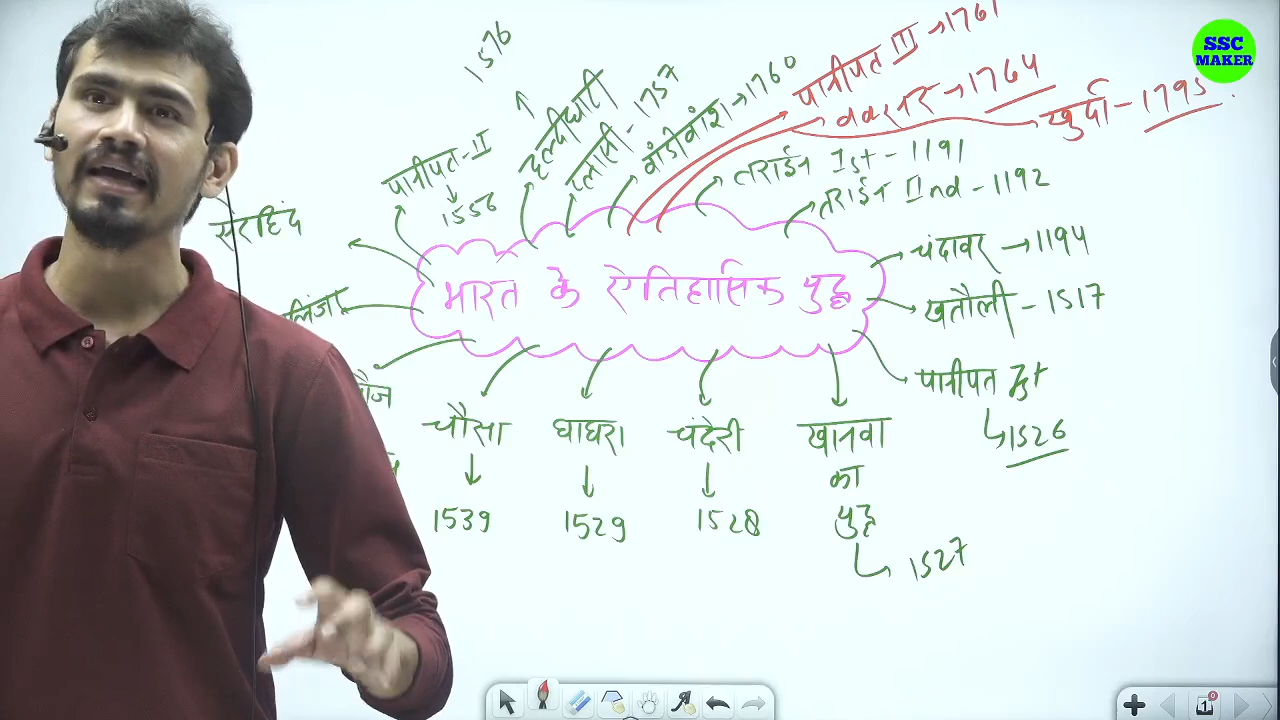 SSC
MAKER
1576
पानीपत-II
1556
हल्दीघाटी
प्लासी-1757
वांडीवाश→1760
पानीपत III→1761
बक्सर→1764
खुर्दा-1795
तराईन Ist-1191
तराईन IInd-1192
सरहिंद
भारत के ऐतिहासिक युद्ध
चंदावर→1194
खतौली-1517
पानीपत Ist
1526
चौसा
1539
घाघरा
1529
चंदेरी
1528
खानवा
का
युद्ध
1527
1
0